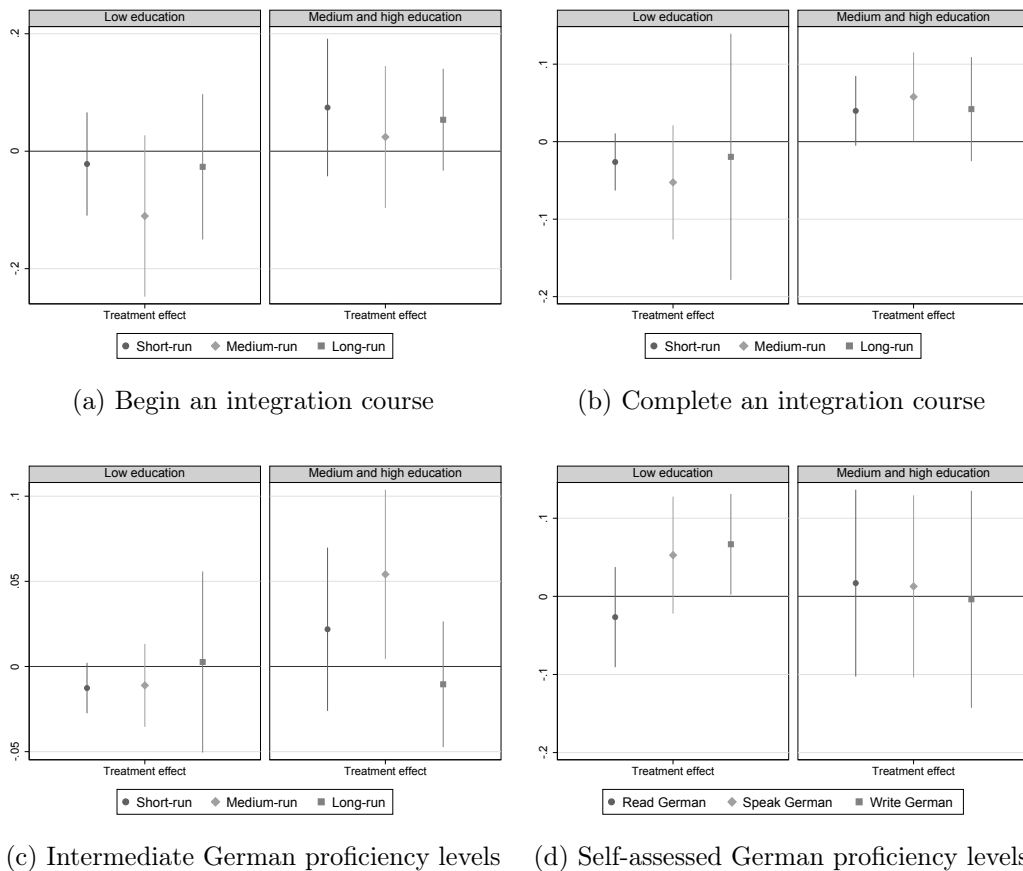 Low education
Medium and high education
.2
0
-.2
Treatment effect
Treatment effect
Short-run
Medium-run
Long-run
(a) Begin an integration course
Low education
Medium and high education
.1
0
-.1
-.2
Treatment effect
Treatment effect
Short-run
Medium-run
Long-run
(b) Complete an integration course
Low education
Medium and high education
.1
.05
0
-.05
Treatment effect
Treatment effect
Short-run
Medium-run
Long-run
(c) Intermediate German proficiency levels
Low education
Medium and high education
.1
0
-.1
-.2
Treatment effect
Treatment effect
Read German
Speak German
Write German
(d) Self-assessed German proficiency levels